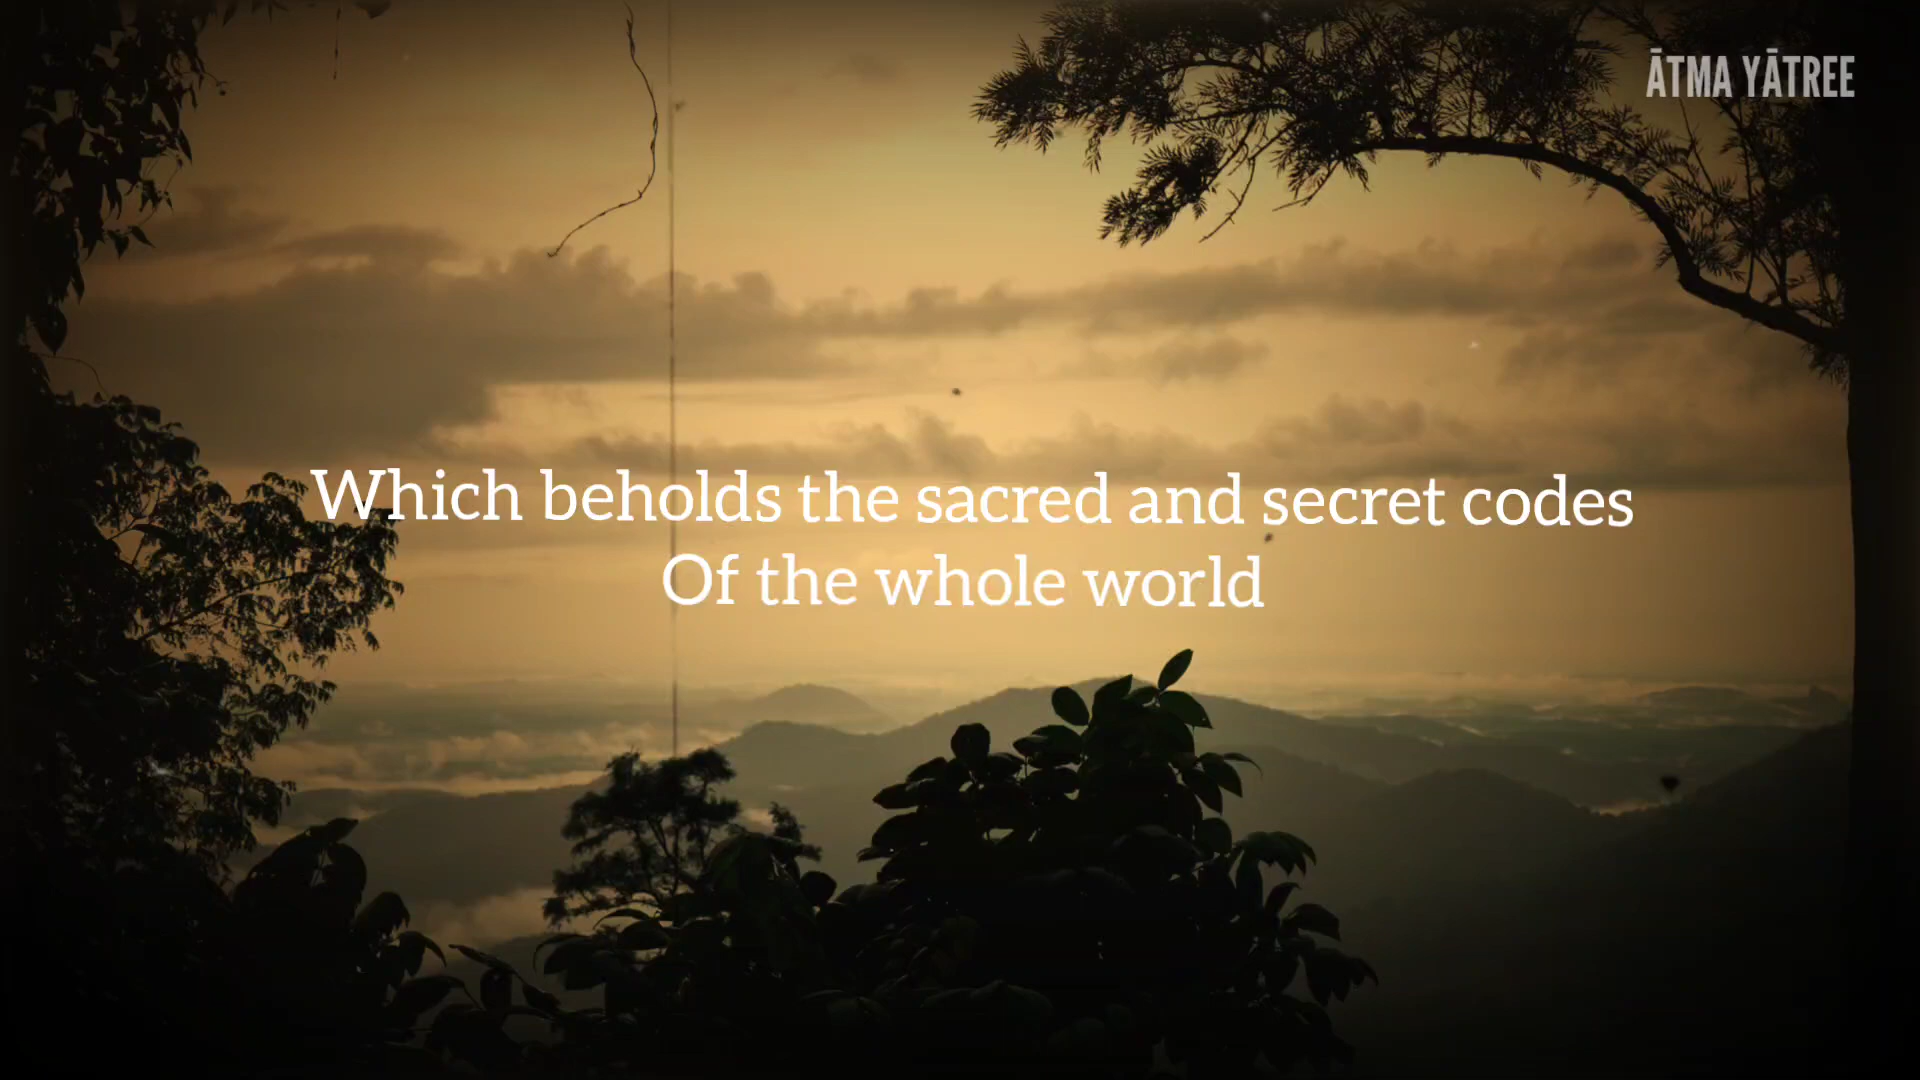 ĀTMA YĀTREE
Which beholds the sacred and secret codes
Of the whole world